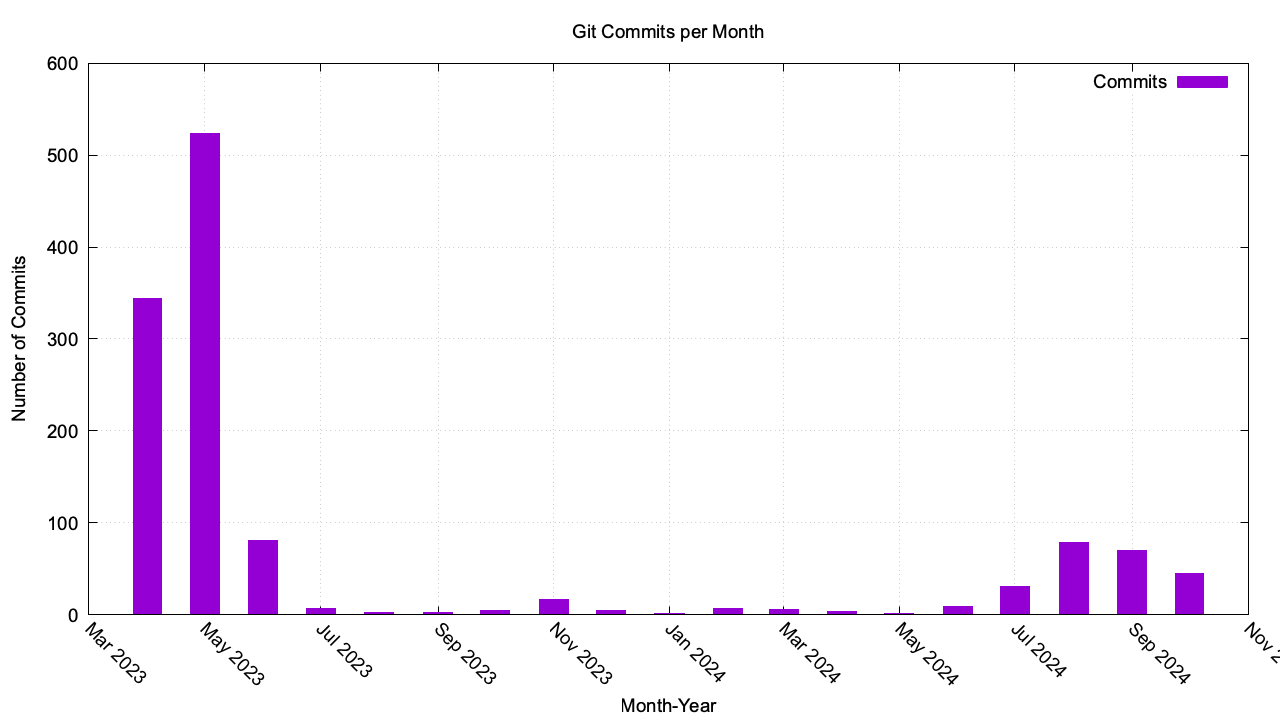 Git Commits per Month
Commits
600
500
400
300
200
100
0
Number of Commits
Mar 2023
May 2023
Jul 2023
Sep 2023
Nov 2023
Jan 2024
Mar 2024
May 2024
Jul 2024
Sep 2024
Nov
Month-Year